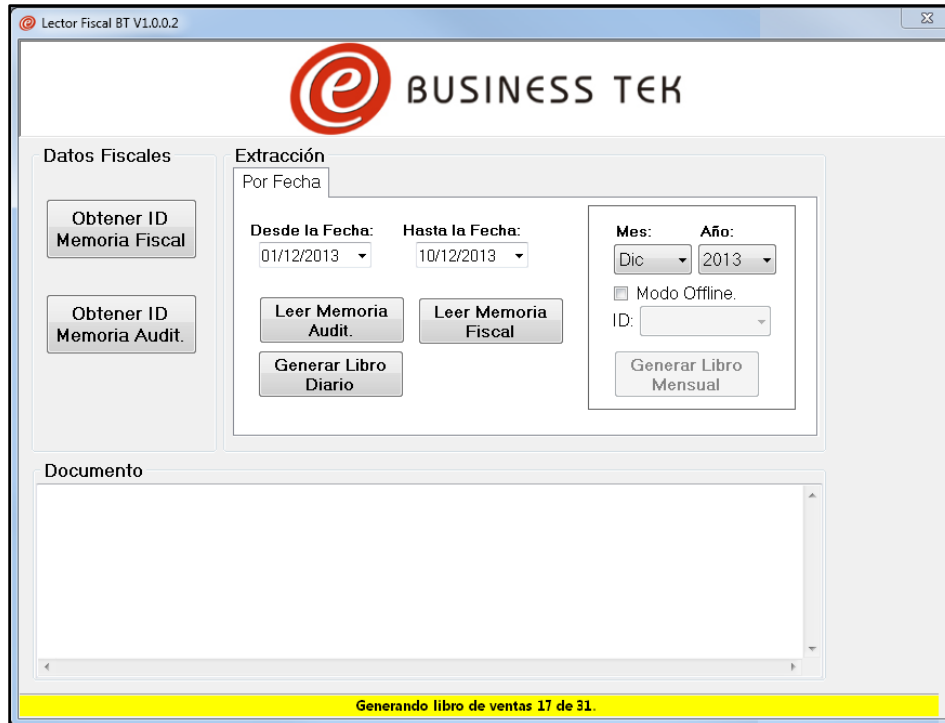 Lector Fiscal BT V1.0.0.2
e BUSINESS TEK
Datos Fiscales
Obtener ID
Memoria Fiscal
Obtener ID
Memoria Audit.
Extracción
Por Fecha
Desde la Fecha: Hasta la Fecha:
01/12/2013 10/12/2013
Leer Memoria
Audit.
Leer Memoria
Fiscal
Generar Libro
Diario
Mes: Año:
Dic 2013
Modo Offline.
ID:
Generar Libro
Mensual
Documento
Generando libro de ventas 17 de 31.